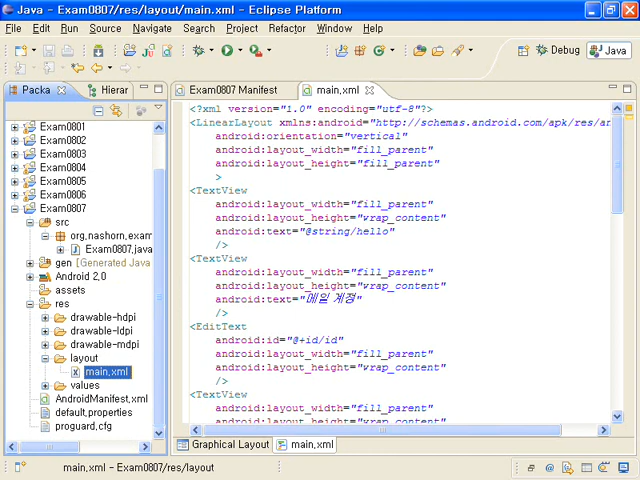 Java - Exam0807/res/layout/main.xml - Eclipse Platform
File Edit Run Source Navigate Search Project Refactor Window Help
Debug Java
Packa Hierar
Exam0807 Manifest main,xml
Exam0801
Exam0802
Exam0803
Exam0804
Exam0805
Exam0806
Exam0807
src
org,nashorn,exam
Exam0807,java
gen [Generated Java
Android 2,0
assets
res
drawable-hdpi
drawable-ldpi
drawable-mdpi
layout
main,xml
values
AndroidManifest,xml
default,properties
proguard,cfg
<?xml version="1.0" encoding="utf-8"?>
<LinearLayout xmlns:android="http://schemas.android.com/apk/res/an
android:orientation="vertical"
android:layout_width="fill_parent"
android:layout_height="fill_parent"
>
<TextView
android:layout_width="fill_parent"
android:layout_height="wrap_content"
android:text="@string/hello"
/>
<TextView
android:layout_width="fill_parent"
android:layout_height="wrap_content"
android:text="메일 계정"
/>
<EditText
android:id="@+id/id"
android:layout_width="fill_parent"
android:layout_height="wrap_content"
/>
<TextView
android:layout_width="fill_parent"
android:layout_height="wrap_content"
Graphical Layout main,xml
main,xml - Exam0807/res/layout